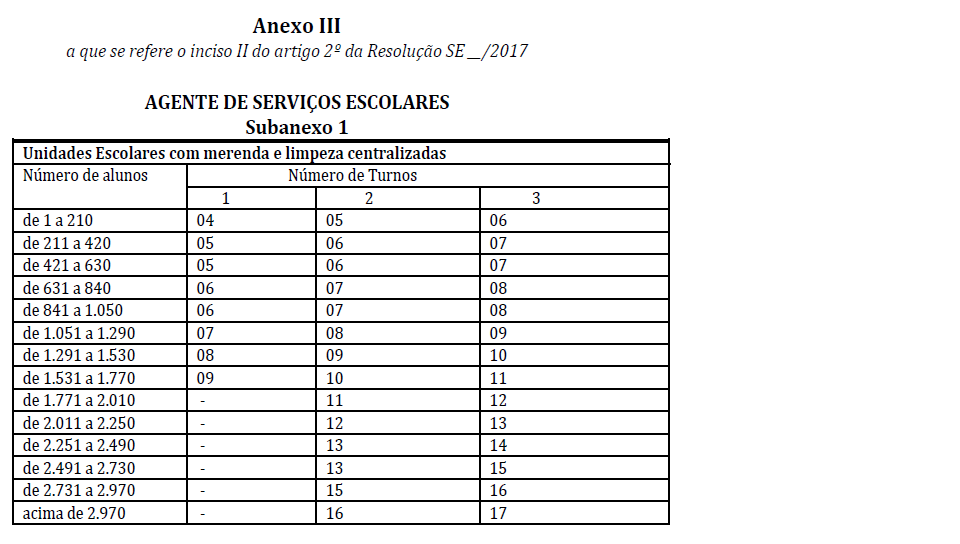 Anexo III
a que se refere o inciso II do artigo 2º da Resolução SE __/2017
AGENTE DE SERVIÇOS ESCOLARES
Subanexo 1
Unidades Escolares com merenda e limpeza centralizadas
Número de alunos Número de Turnos
1 2 3
de 1 a 210 04 05 06
de 211 a 420 05 06 07
de 421 a 630 05 06 07
de 631 a 840 06 07 08
de 841 a 1.050 06 07 08
de 1.051 a 1.290 07 08 09
de 1.291 a 1.530 08 09 10
de 1.531 a 1.770 09 10 11
de 1.771 a 2.010 - 11 12
de 2.011 a 2.250 - 12 13
de 2.251 a 2.490 - 13 14
de 2.491 a 2.730 - 13 15
de 2.731 a 2.970 - 15 16
acima de 2.970 - 16 17